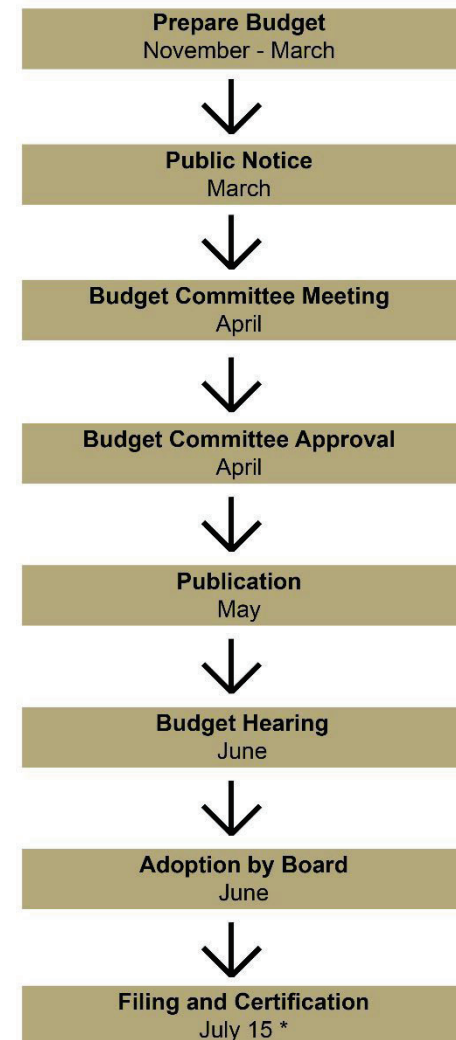 Prepare Budget
November - March
Public Notice
March
Budget Committee Meeting
April
Budget Committee Approval
April
Publication
May
Budget Hearing
June
Adoption by Board
June
Filing and Certification
July 15 *